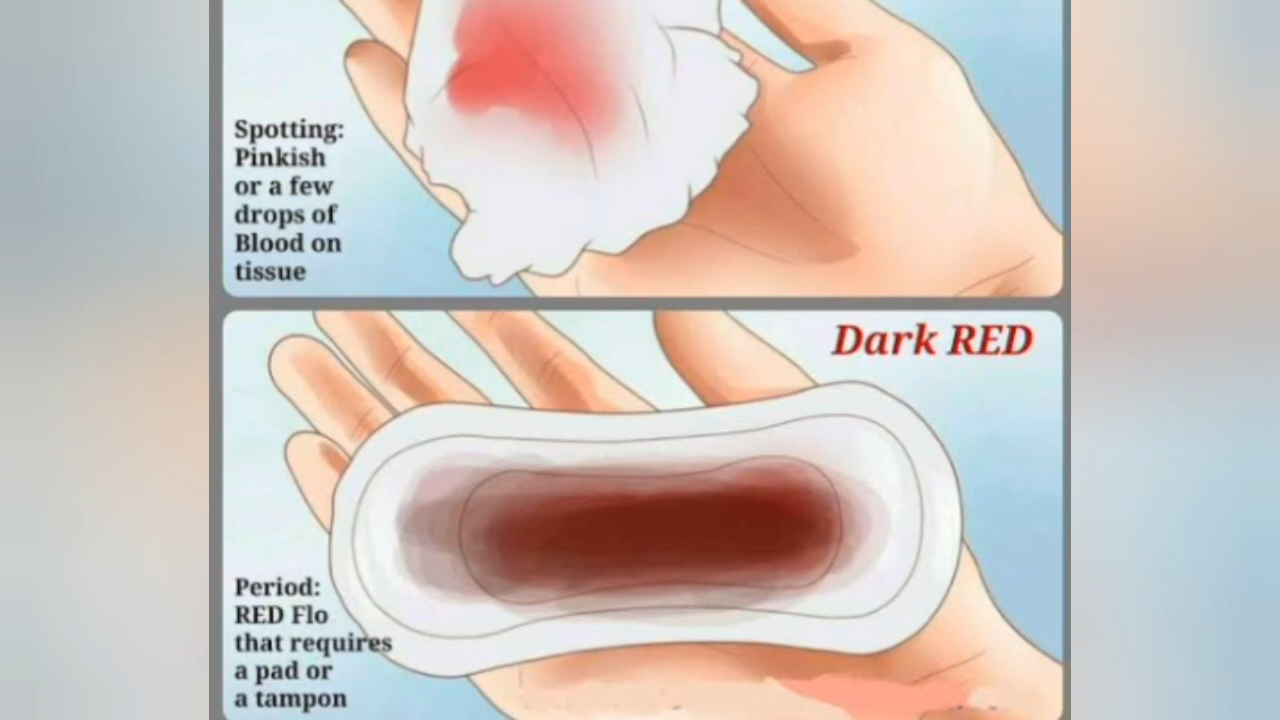 Spotting:
Pinkish
or a few
drops of
Blood on
tissue
Dark RED
Period:
RED Flo
that requires
a pad or
a tampon